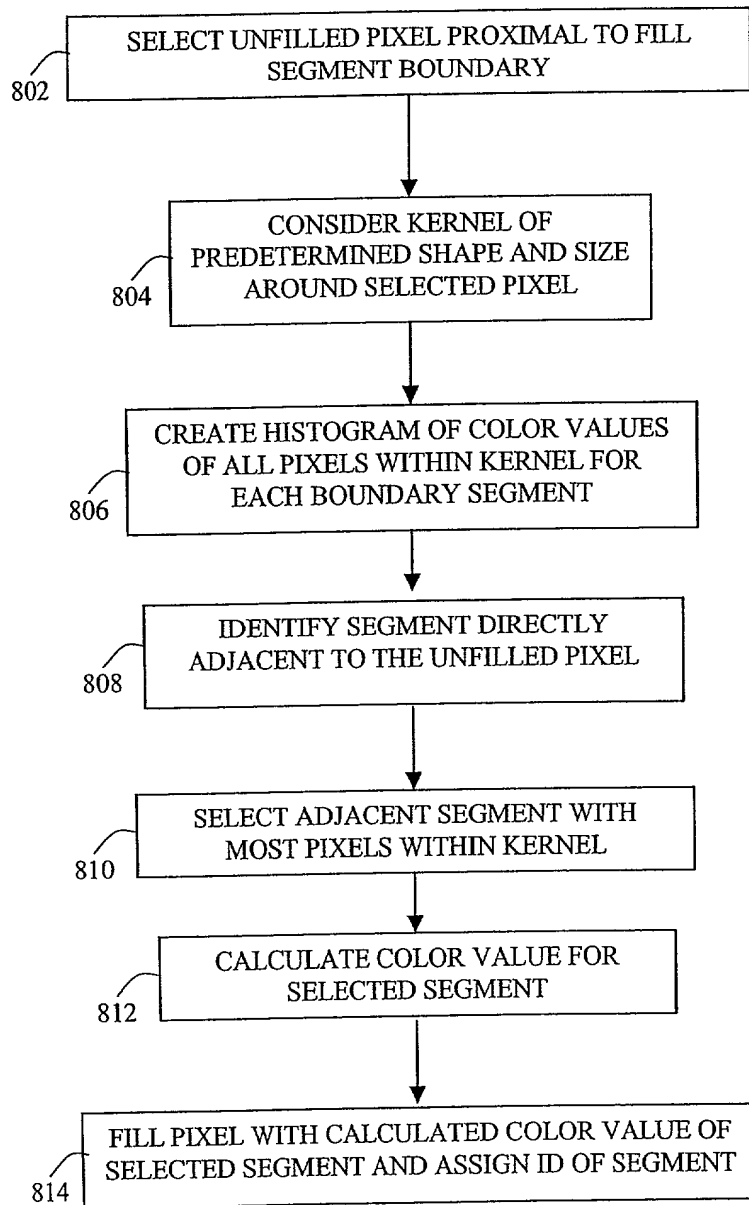 SELECT UNFILLED PIXEL PROXIMAL TO FILL
SEGMENT BOUNDARY
802
CONSIDER KERNEL OF
PREDETERMINED SHAPE AND SIZE
AROUND SELECTED PIXEL
804
CREATE HISTOGRAM OF COLOR VALUES
OF ALL PIXELS WITHIN KERNEL FOR
EACH BOUNDARY SEGMENT
806
IDENTIFY SEGMENT DIRECTLY
ADJACENT TO THE UNFILLED PIXEL
808
SELECT ADJACENT SEGMENT WITH
MOST PIXELS WITHIN KERNEL
810
CALCULATE COLOR VALUE FOR
SELECTED SEGMENT
812
FILL PIXEL WITH CALCULATED COLOR VALUE OF
SELECTED SEGMENT AND ASSIGN ID OF SEGMENT
814